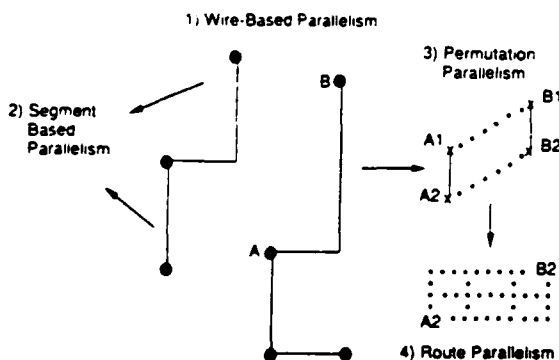 1) Wire-Based Parallelism
2) Segment
Based
Parallelism
B
A
3) Permutation
Parallelism
B1
A1
B2
A2
B2
A2
4) Route Parallelism